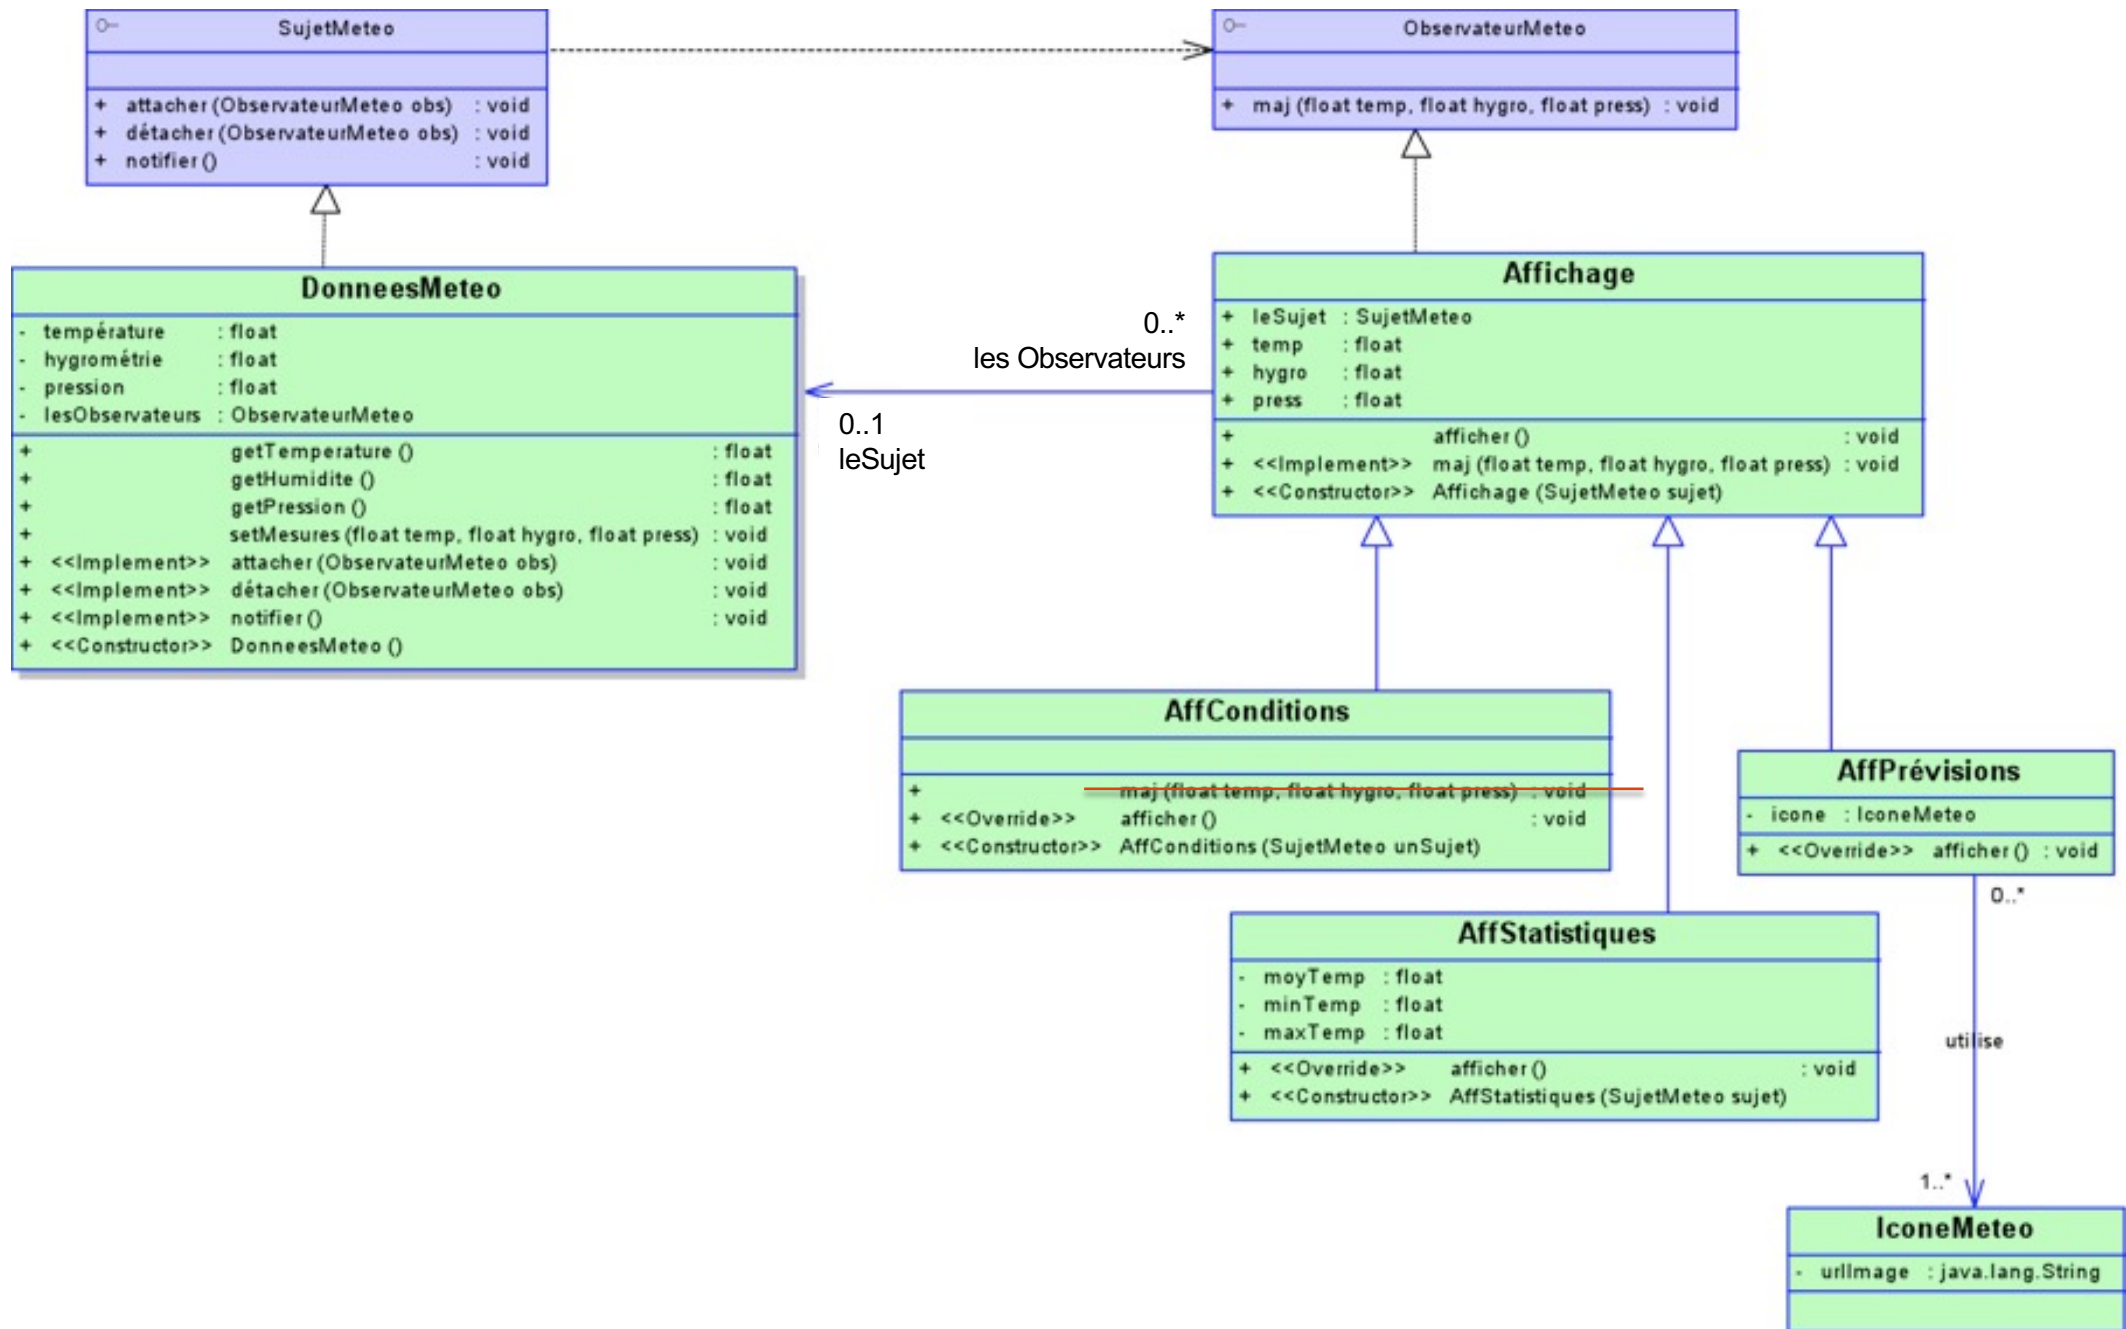 SujetMeteo
+ attacher (ObservateurMeteo obs) : void
+ détacher (ObservateurMeteo obs) : void
+ notifier () : void
ObservateurMeteo
+ maj (float temp, float hygro, float press) : void
DonneesMeteo
- température : float
- hygrométrie : float
- pression : float
- lesObservateurs : ObservateurMeteo
+ getTemperature () : float
+ getHumidite () : float
+ getPression () : float
+ setMesures (float temp, float hygro, float press) : void
+ <<Implement>> attacher (ObservateurMeteo obs) : void
+ <<Implement>> détacher (ObservateurMeteo obs) : void
+ <<Implement>> notifier () : void
+ <<Constructor>> DonneesMeteo ()
0..*
les Observateurs
0..1
leSujet
Affichage
+ leSujet : SujetMeteo
+ temp : float
+ hygro : float
+ press : float
+ afficher () : void
+ <<Implement>> maj (float temp, float hygro, float press) : void
+ <<Constructor>> Affichage (SujetMeteo sujet)
AffConditions
+ maj (float temp, float hygro, float press) : void
+ <<Override>> afficher () : void
+ <<Constructor>> AffConditions (SujetMeteo unSujet)
AffPrévisions
- icone : IconeMeteo
+ <<Override>> afficher () : void
0..*
AffStatistiques
- moyTemp : float
- minTemp : float
- maxTemp : float
+ <<Override>> afficher () : void
+ <<Constructor>> AffStatistiques (SujetMeteo sujet)
utilise
1..*
IconeMeteo
- urlImage : java.lang.String